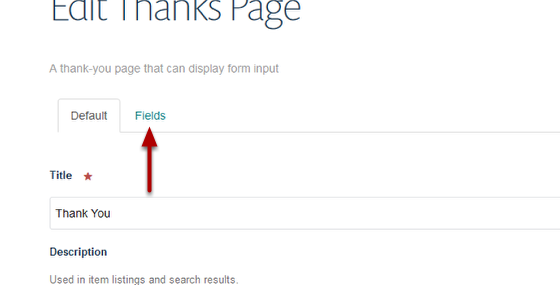 Edit Thanks Page
A thank-you page that can display form input
Default Fields
Title ★
Thank You
Description
Used in item listings and search results.